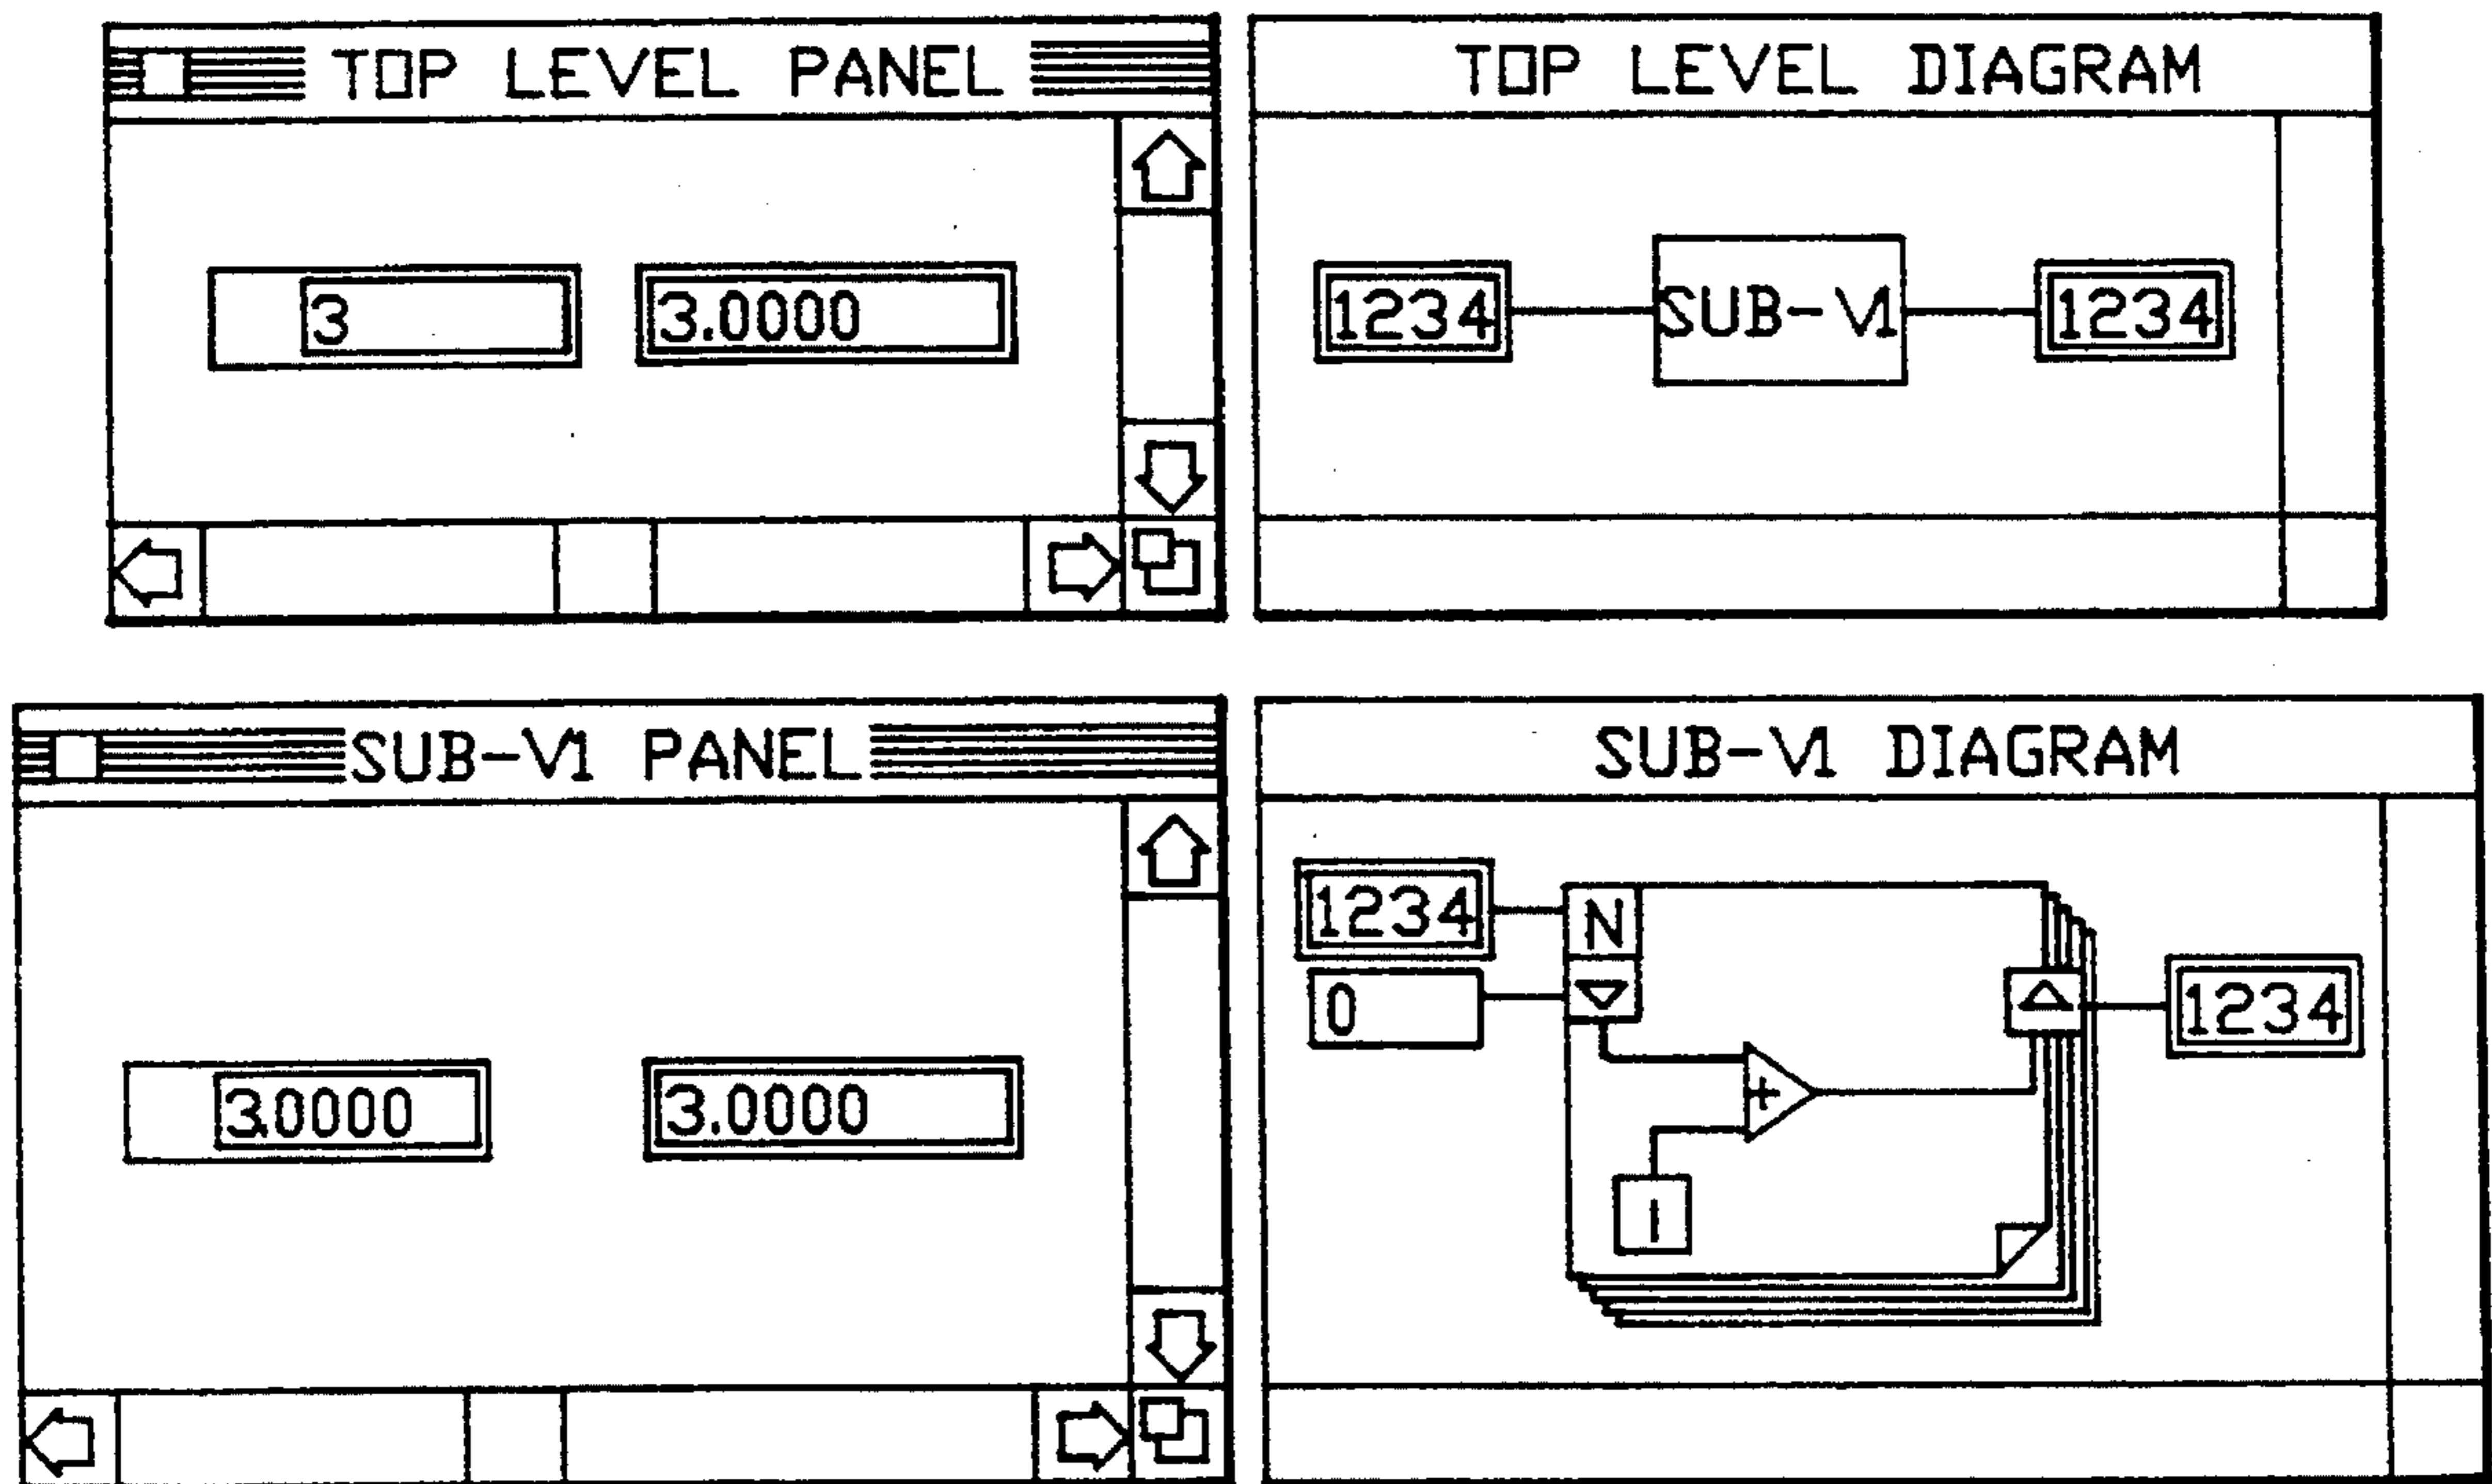 TOP LEVEL PANEL
3 3.0000
TOP LEVEL DIAGRAM
1234 SUB-VI 1234
SUB-VI PANEL
3.0000 3.0000
SUB-VI DIAGRAM
1234 N
0 1234
+
1